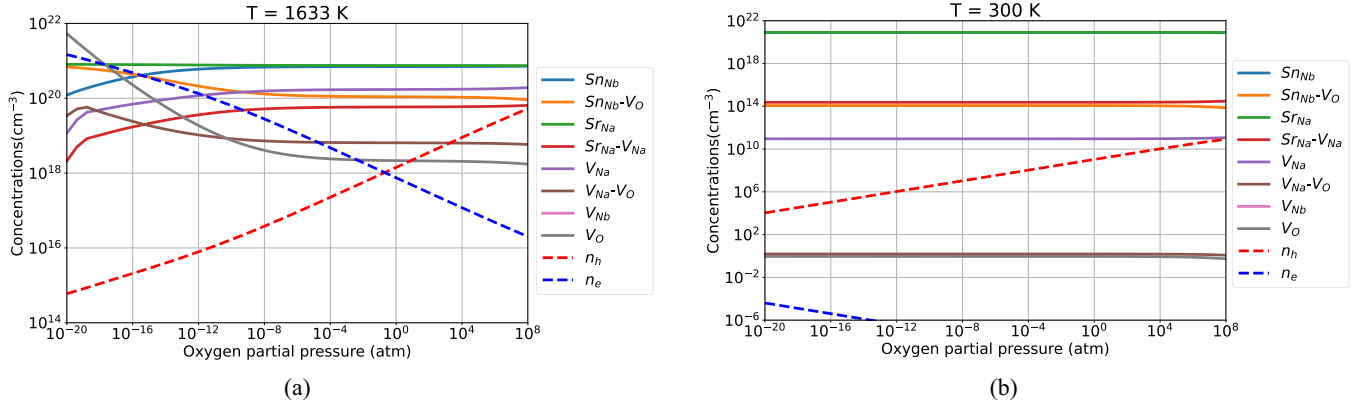 T = 1633 K
10^22
10^20
10^18
10^16
10^14
Concentrations(cm^−3)
10^−20 10^−16 10^−12 10^−8 10^−4 10^0 10^4 10^8
Oxygen partial pressure (atm)
Sn_Nb
Sn_Nb-V_O
Sr_Na
Sr_Na-V_Na
V_Na
V_Na-V_O
V_Nb
V_O
n_h
n_e
(a)
T = 300 K
10^22
10^18
10^14
10^10
10^6
10^2
10^−2
10^−6
Concentrations(cm^−3)
10^−20 10^−16 10^−12 10^−8 10^−4 10^0 10^4 10^8
Oxygen partial pressure (atm)
Sn_Nb
Sn_Nb-V_O
Sr_Na
Sr_Na-V_Na
V_Na
V_Na-V_O
V_Nb
V_O
n_h
n_e
(b)